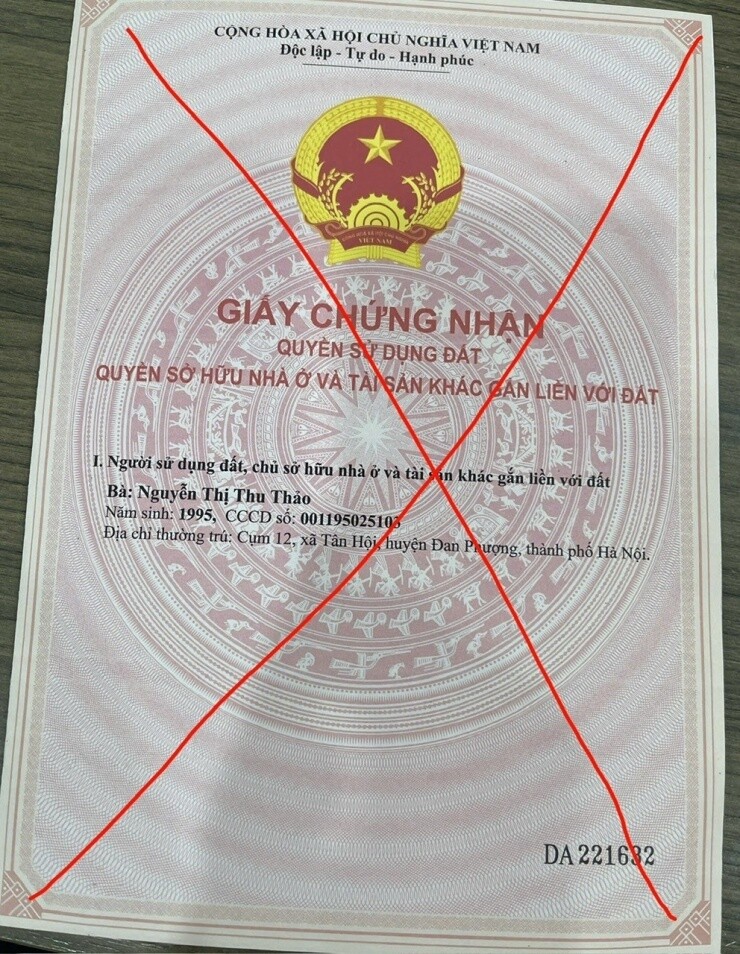 CỘNG HÒA XÃ HỘI CHỦ NGHĨA VIỆT NAM
Độc lập - Tự do - Hạnh phúc
VIỆT NAM
GIẤY CHỨNG NHẬN
QUYỀN SỬ DỤNG ĐẤT
QUYỀN SỞ HỮU NHÀ Ở VÀ TÀI SẢN KHÁC GẮN LIỀN VỚI ĐẤT
I. Người sử dụng đất, chủ sở hữu nhà ở và tài sản khác gắn liền với đất
Bà: Nguyễn Thị Thu Thảo
Năm sinh: 1995, CCCD số: 001195025103
Địa chỉ thường trú: Cụm 12, xã Tân Hội, huyện Đan Phượng, thành phố Hà Nội.
DA 221632